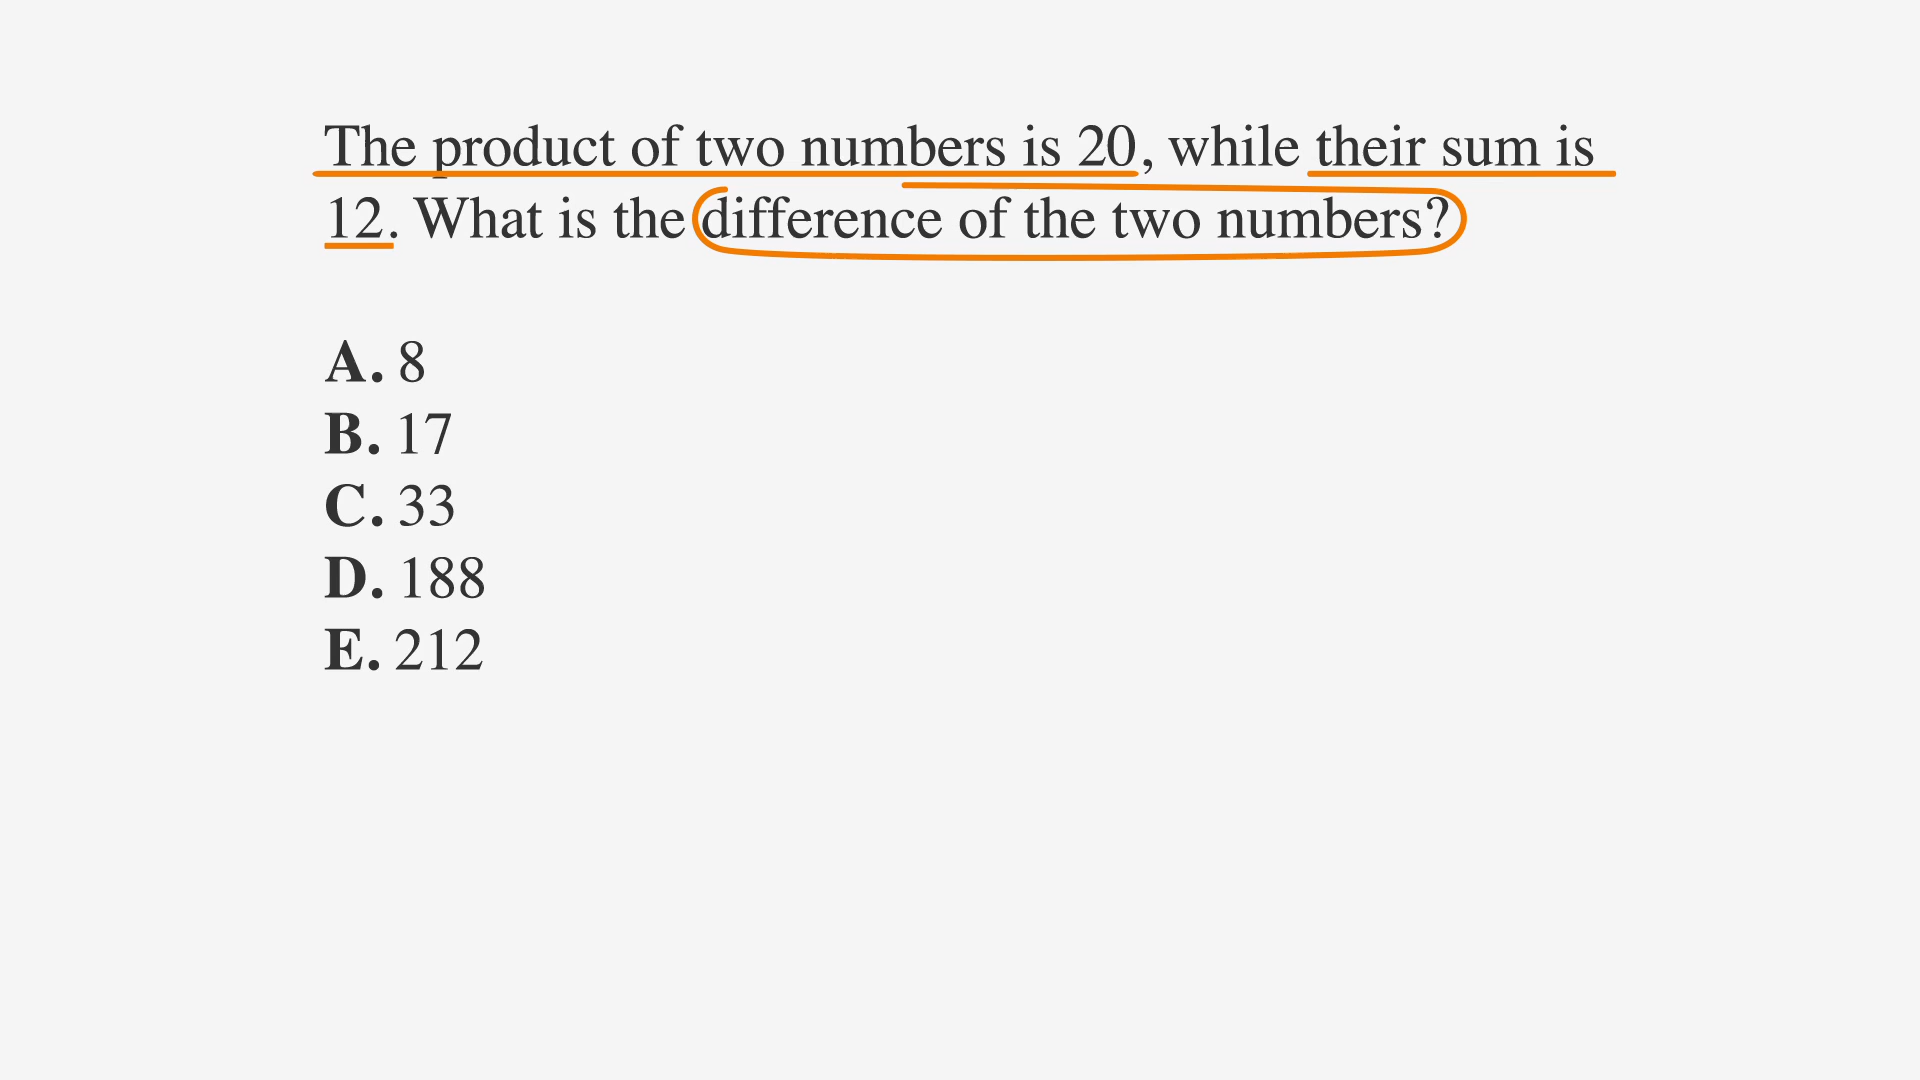 The product of two numbers is 20, while their sum is
12. What is the difference of the two numbers?
A. 8
B. 17
C. 33
D. 188
E. 212